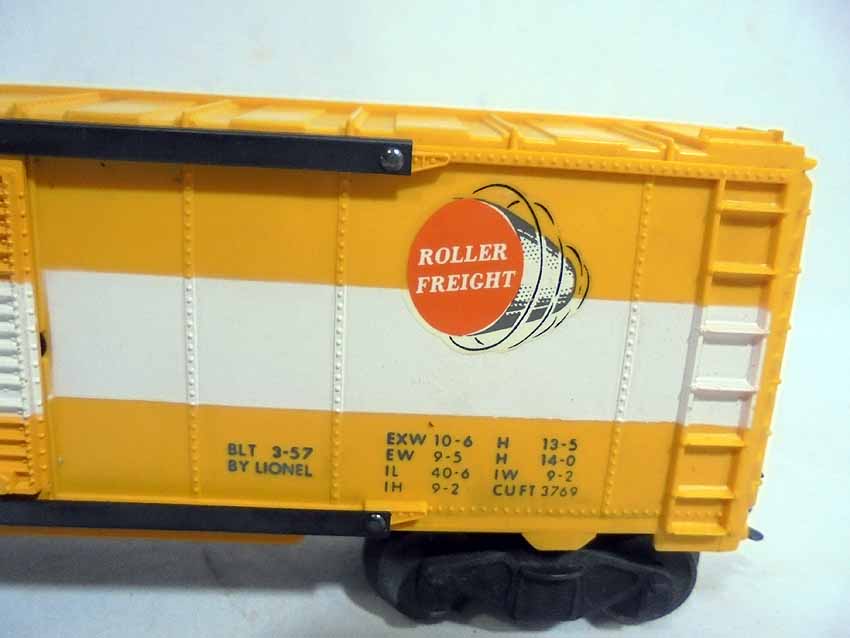 ROLLER
FREIGHT
BLT 3-57
BY LIONEL
EXW 10-6 H 13-5
EW 9-5 H 14-0
IL 40-6 IW 9-2
IH 9-2 CU FT 3769